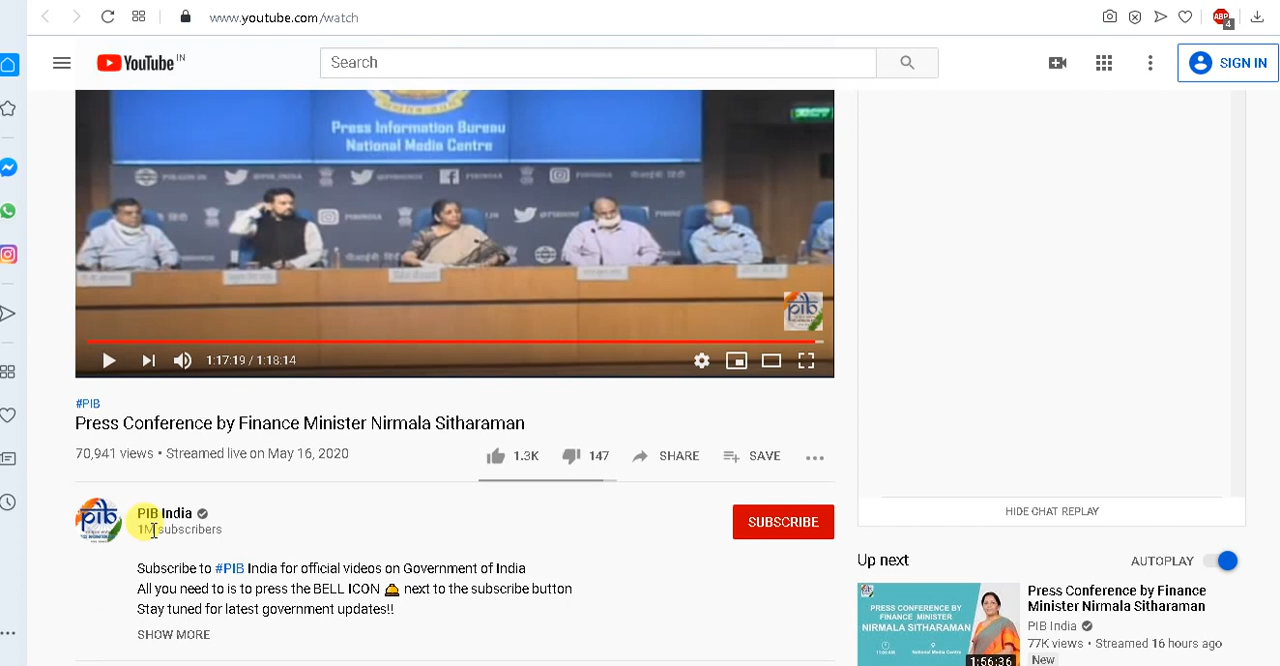 www.youtube.com/watch
ABP
4
YouTube IN
Search
SIGN IN
Press Information Bureau
National Media Centre
pib
1:17:19 / 1:18:14
#PIB
Press Conference by Finance Minister Nirmala Sitharaman
70,941 views • Streamed live on May 16, 2020
1.3K
147
SHARE
SAVE
pib
PIB India
1M subscribers
SUBSCRIBE
Subscribe to #PIB India for official videos on Government of India
All you need to is to press the BELL ICON 🛎 next to the subscribe button
Stay tuned for latest government updates!!
SHOW MORE
HIDE CHAT REPLAY
Up next
AUTOPLAY
PRESS CONFERENCE BY
FINANCE MINISTER
NIRMALA SITHARAMAN
1:56:36
Press Conference by Finance
Minister Nirmala Sitharaman
PIB India
77K views • Streamed 16 hours ago
New